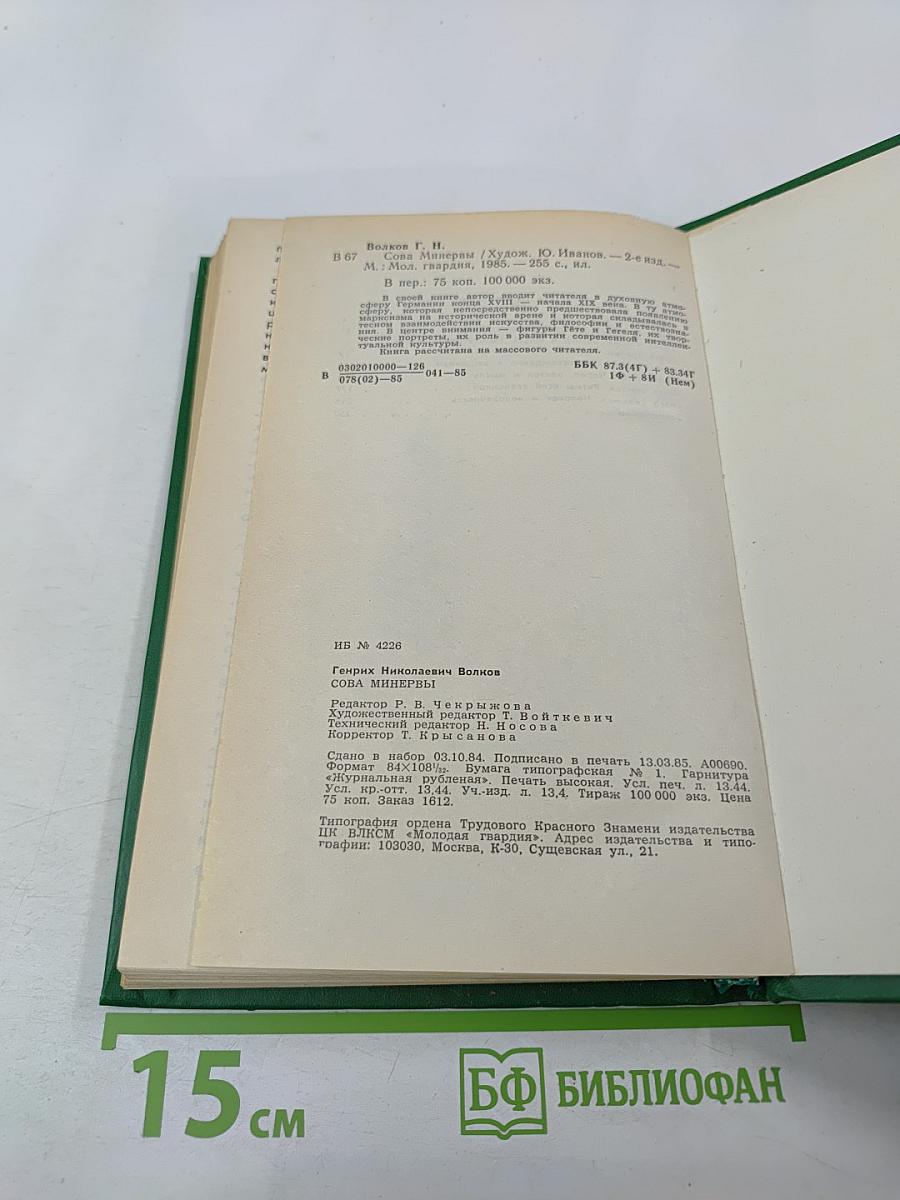 Волков Г. Н.
В 67 Сова Минервы / Худож. Ю. Иванов. — 2-е изд. —
М.: Мол. гвардия, 1985. — 255 с., ил.
В пер.: 75 коп. 100 000 экз.
В своей книге автор вводит читателя в духовную атмо-
сферу Германии конца XVIII — начала XIX века. В ту атмо-
сферу, которая непосредственно предшествовала появлению
марксизма на исторической арене и которая складывалась в
тесном взаимодействии искусства, философии и естествозна-
ния. В центре внимания — фигуры Гёте и Гегеля, их твор-
ческие портреты, их роль в развитии современной интеллек-
туальной культуры.
Книга рассчитана на массового читателя.
В 0302010000—126 041—85 ББК 87.3(4Г) + 83.34Г
078(02)—85 1Ф + 8И (Нем)
ИБ № 4226
Генрих Николаевич Волков
СОВА МИНЕРВЫ
Редактор Р. В. Чекрыжова
Художественный редактор Т. Войткевич
Технический редактор Н. Носова
Корректор Т. Крысанова
Сдано в набор 03.10.84. Подписано в печать 13.03.85. А00690.
Формат 84×108¹/₃₂. Бумага типографская № 1. Гарнитура
«Журнальная рубленая». Печать высокая. Усл. печ. л. 13.44.
Усл. кр.-отт. 13,44. Уч.-изд. л. 13,4. Тираж 100 000 экз. Цена
75 коп. Заказ 1612.
Типография ордена Трудового Красного Знамени издательства
ЦК ВЛКСМ «Молодая гвардия». Адрес издательства и типо-
графии: 103030, Москва, К-30, Сущевская ул., 21.
15 см
БФ БИБЛИОФАН